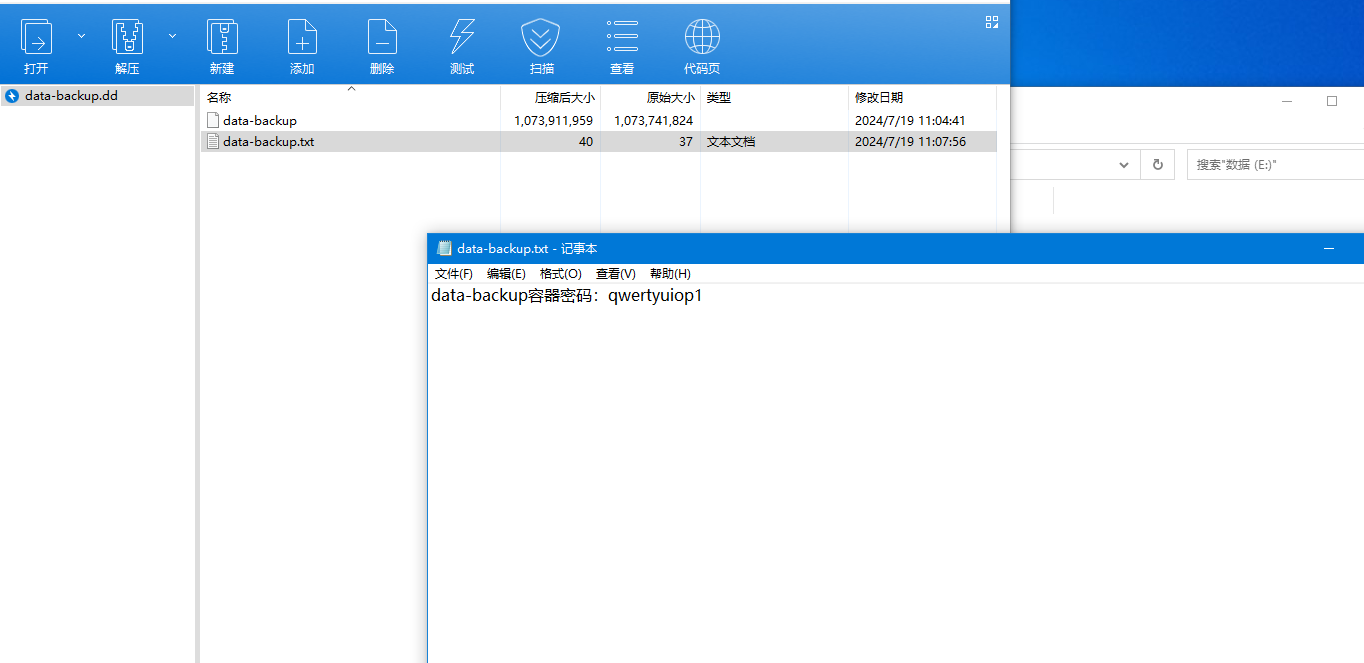 打开 解压 新建 添加 删除 测试 扫描 查看 代码页
data-backup.dd
名称 压缩后大小 原始大小 类型 修改日期
data-backup 1,073,911,959 1,073,741,824 2024/7/19 11:04:41
data-backup.txt 40 37 文本文档 2024/7/19 11:07:56
搜索"数据 (E:)"
data-backup.txt - 记事本
文件(F) 编辑(E) 格式(O) 查看(V) 帮助(H)
data-backup容器密码：qwertyuiop1